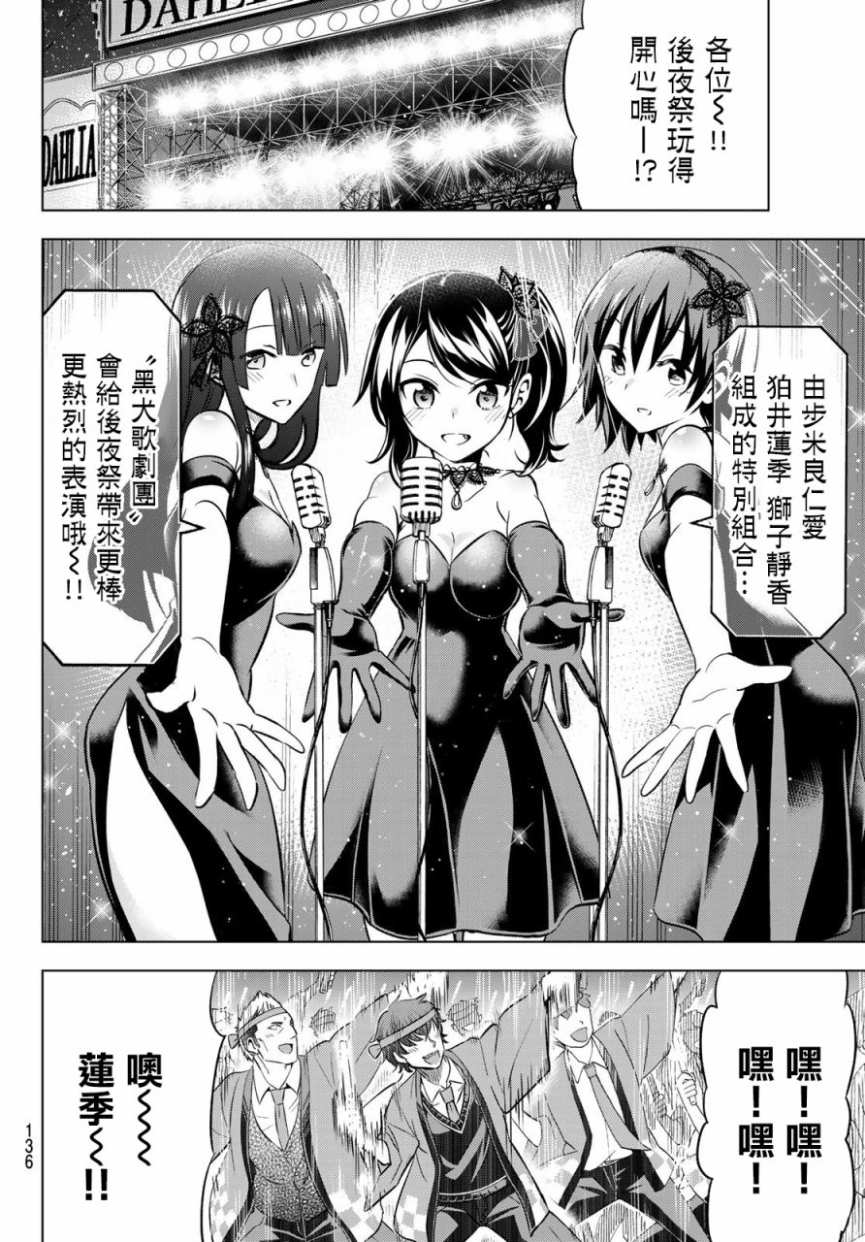 DAHL
DAHLIA
各位～!!
後夜祭玩得
開心嗎ー!?
由步米良仁愛
狛井蓮季 獅子靜香
組成的特別組合…
〝黑犬歌劇團〟
會給後夜祭帶來更棒
更熱烈的表演哦～!!
嘿！嘿！
嘿！嘿！
噢～～
蓮季～!!
136